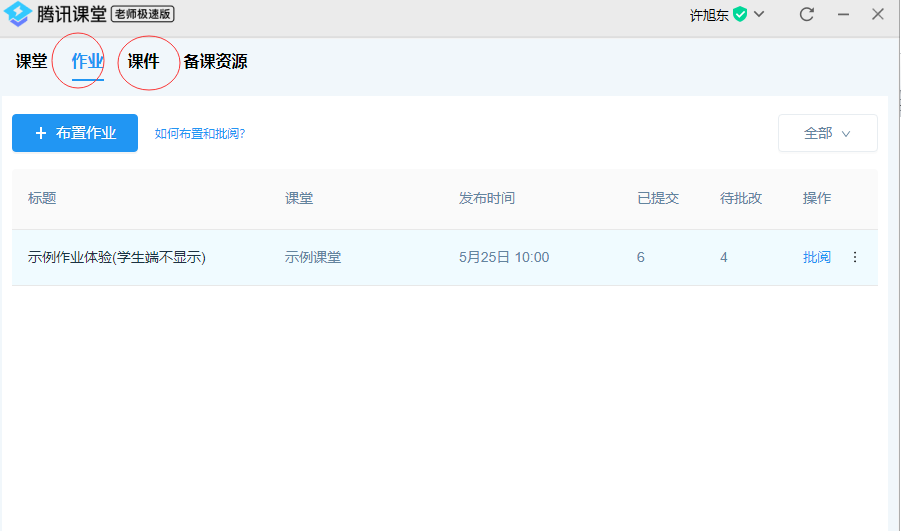 腾讯课堂 老师极速版 许旭东
课堂 作业 课件 备课资源
+ 布置作业 如何布置和批阅? 全部
标题 课堂 发布时间 已提交 待批改 操作
示例作业体验(学生端不显示) 示例课堂 5月25日 10:00 6 4 批阅